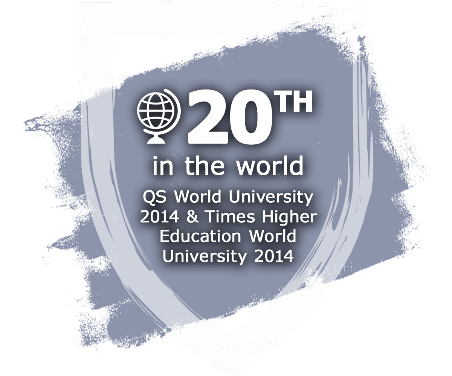 20TH
in the world
QS World University
2014 & Times Higher
Education World
University 2014